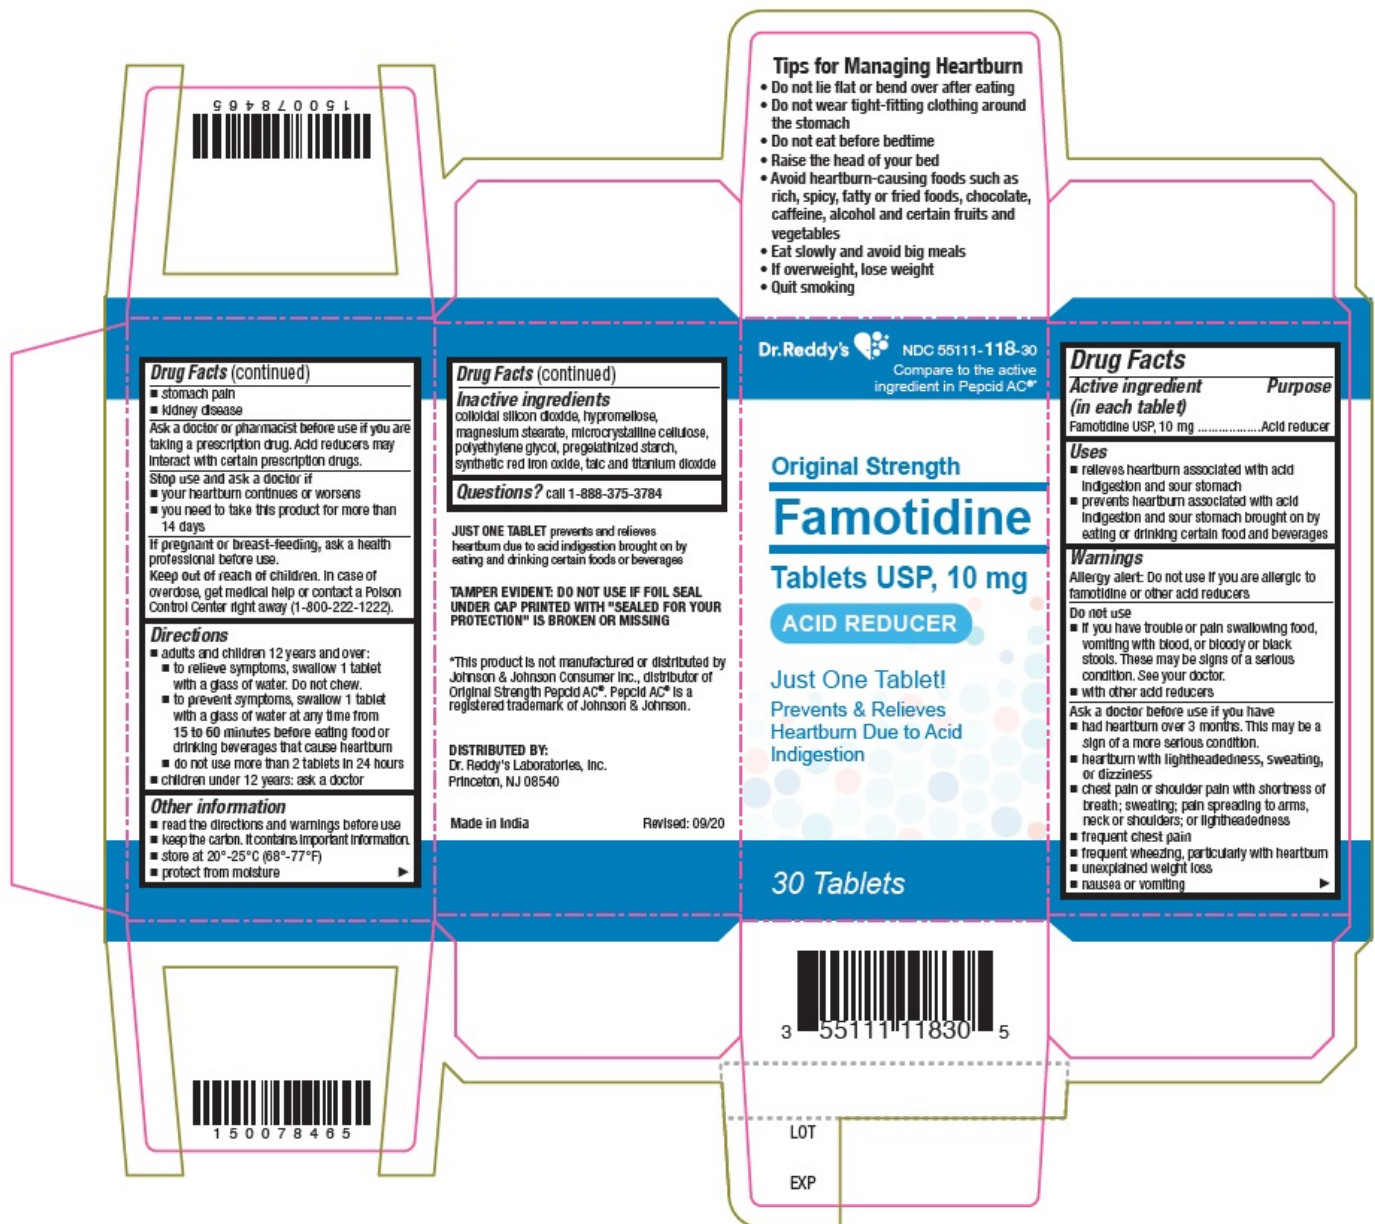 150078465
Tips for Managing Heartburn
• Do not lie flat or bend over after eating
• Do not wear tight-fitting clothing around
the stomach
• Do not eat before bedtime
• Raise the head of your bed
• Avoid heartburn-causing foods such as
rich, spicy, fatty or fried foods, chocolate,
caffeine, alcohol and certain fruits and
vegetables
• Eat slowly and avoid big meals
• If overweight, lose weight
• Quit smoking
Drug Facts (continued)
■ stomach pain
■ kidney disease
Ask a doctor or pharmacist before use if you are
taking a prescription drug. Acid reducers may
interact with certain prescription drugs.
Stop use and ask a doctor if
■ your heartburn continues or worsens
■ you need to take this product for more than
14 days
If pregnant or breast-feeding, ask a health
professional before use.
Keep out of reach of children. In case of
overdose, get medical help or contact a Poison
Control Center right away (1-800-222-1222).
Directions
■ adults and children 12 years and over:
■ to relieve symptoms, swallow 1 tablet
with a glass of water. Do not chew.
■ to prevent symptoms, swallow 1 tablet
with a glass of water at any time from
15 to 60 minutes before eating food or
drinking beverages that cause heartburn
■ do not use more than 2 tablets in 24 hours
■ children under 12 years: ask a doctor
Other information
■ read the directions and warnings before use
■ keep the carton. It contains important information.
■ store at 20°-25°C (68°-77°F)
■ protect from moisture
Drug Facts (continued)
Inactive ingredients
colloidal silicon dioxide, hypromellose,
magnesium stearate, microcrystalline cellulose,
polyethylene glycol, pregelatinized starch,
synthetic red iron oxide, talc and titanium dioxide
Questions? call 1-888-375-3784
JUST ONE TABLET prevents and relieves
heartburn due to acid indigestion brought on by
eating and drinking certain foods or beverages
TAMPER EVIDENT: DO NOT USE IF FOIL SEAL
UNDER CAP PRINTED WITH "SEALED FOR YOUR
PROTECTION" IS BROKEN OR MISSING
*This product is not manufactured or distributed by
Johnson & Johnson Consumer Inc., distributor of
Original Strength Pepcid AC®. Pepcid AC® is a
registered trademark of Johnson & Johnson.
DISTRIBUTED BY:
Dr. Reddy's Laboratories, Inc.
Princeton, NJ 08540
Made in India Revised: 09/20
Dr.Reddy's NDC 55111-118-30
Compare to the active
ingredient in Pepcid AC®*
Original Strength
Famotidine
Tablets USP, 10 mg
ACID REDUCER
Just One Tablet!
Prevents & Relieves
Heartburn Due to Acid
Indigestion
30 Tablets
Drug Facts
Active ingredient Purpose
(in each tablet)
Famotidine USP, 10 mg ..................Acid reducer
Uses
■ relieves heartburn associated with acid
indigestion and sour stomach
■ prevents heartburn associated with acid
indigestion and sour stomach brought on by
eating or drinking certain food and beverages
Warnings
Allergy alert: Do not use if you are allergic to
famotidine or other acid reducers
Do not use
■ if you have trouble or pain swallowing food,
vomiting with blood, or bloody or black
stools. These may be signs of a serious
condition. See your doctor.
■ with other acid reducers
Ask a doctor before use if you have
■ had heartburn over 3 months. This may be a
sign of a more serious condition.
■ heartburn with lightheadedness, sweating,
or dizziness
■ chest pain or shoulder pain with shortness of
breath; sweating; pain spreading to arms,
neck or shoulders; or lightheadedness
■ frequent chest pain
■ frequent wheezing, particularly with heartburn
■ unexplained weight loss
■ nausea or vomiting
3 55111 11830 5
150078465
LOT
EXP